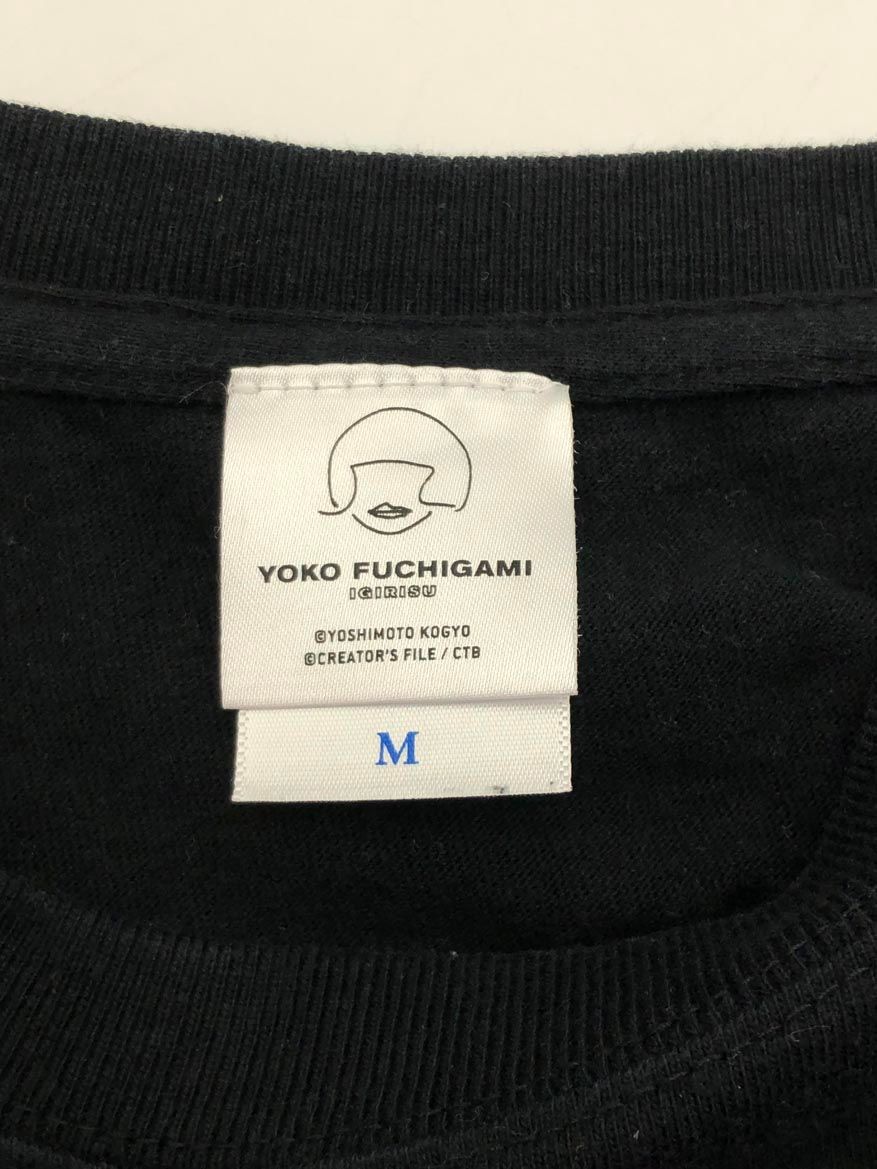 YOKO FUCHIGAMI
IGIRISU
©YOSHIMOTO KOGYO
©CREATOR'S FILE / CTB
M